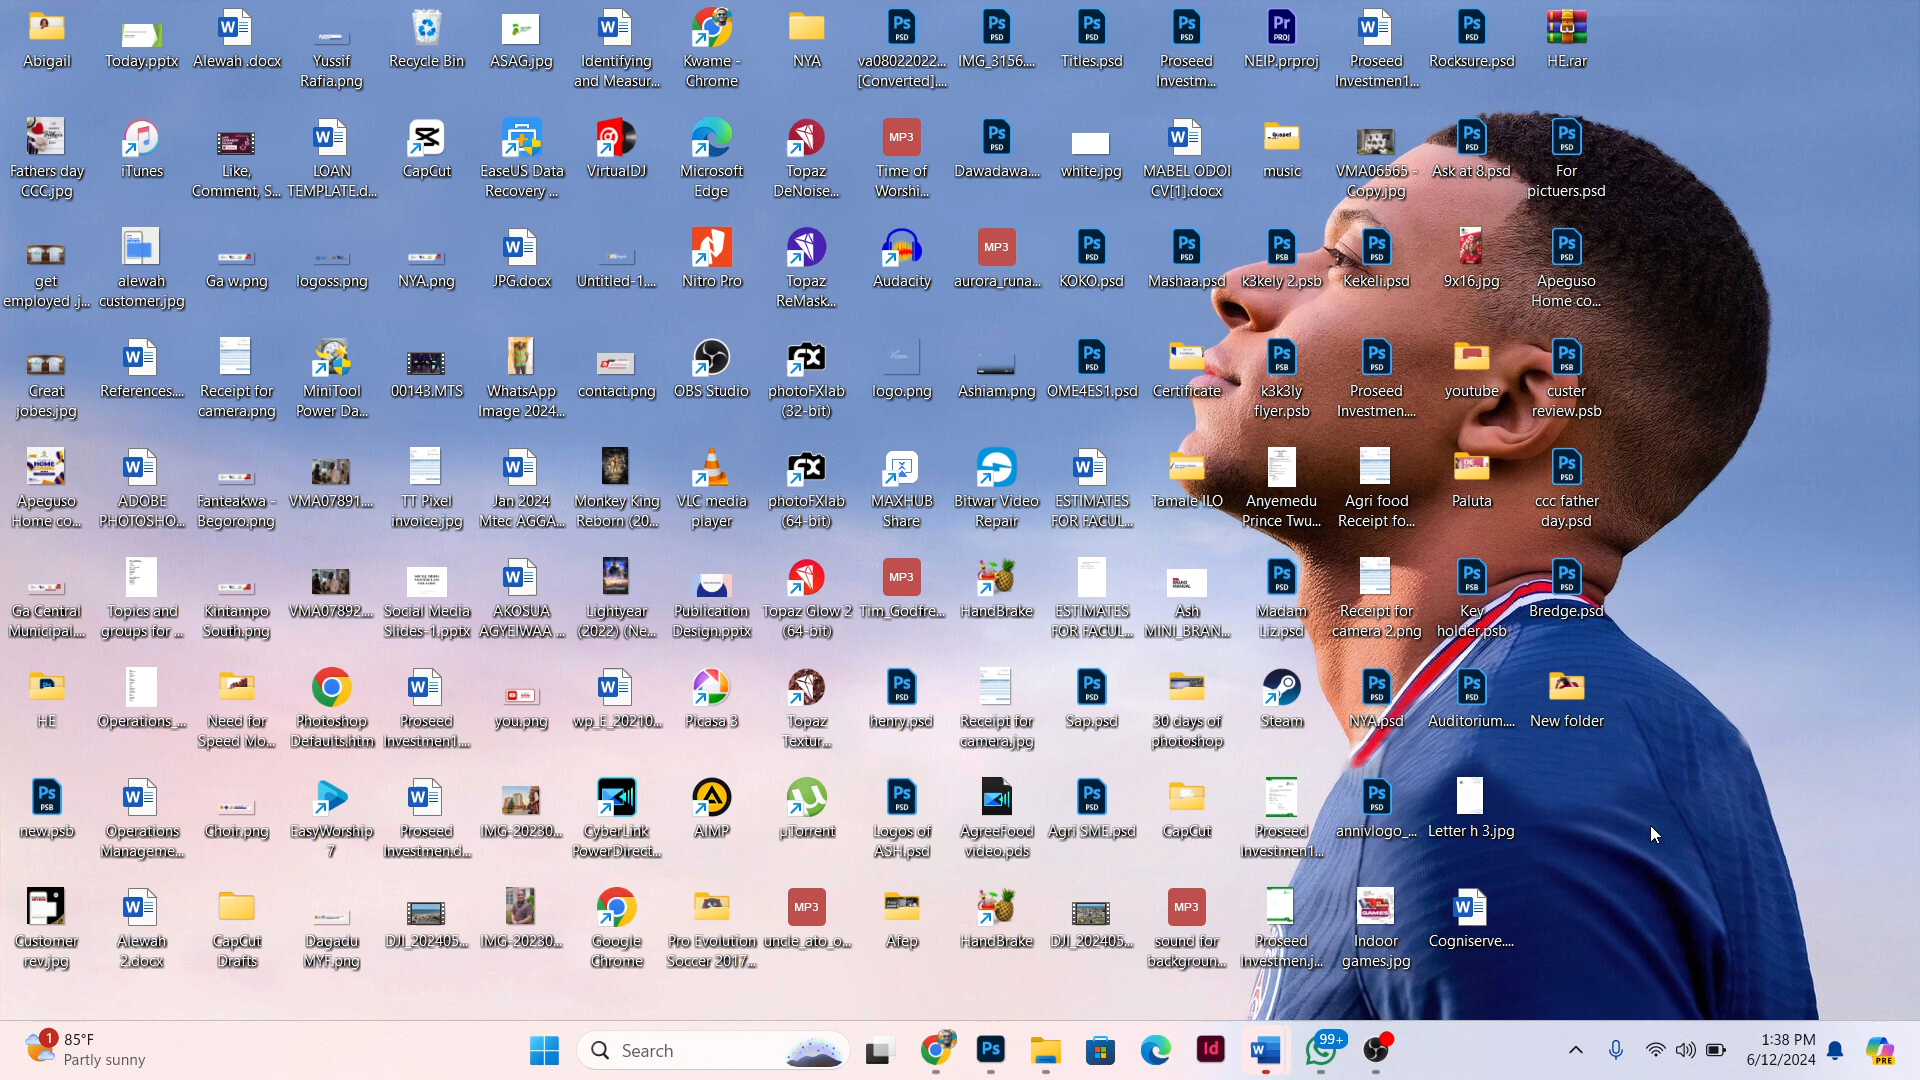 Abigail
Today.pptx
Alewah .docx
Yussif
Rafia.png
Recycle Bin
ASAG.jpg
Identifying
and Measur...
Kwame -
Chrome
NYA
va08022022...
[Converted]....
IMG_3156....
Titles.psd
Proseed
Investm...
NEIP.prproj
Proseed
Investmen1...
Rocksure.psd
HE.rar
Fathers day
CCC.jpg
iTunes
Like,
Comment, S...
LOAN
TEMPLATE.d...
CapCut
EaseUS Data
Recovery ...
VirtualDJ
Microsoft
Edge
Topaz
DeNoise...
Time of
Worshi...
Dawadawa....
white.jpg
MABEL ODOI
CV[1].docx
music
VMA06565 -
Copy.jpg
Ask at 8.psd
For
pictuers.psd
get
employed .j...
alewah
customer.jpg
Ga w.png
logoss.png
NYA.png
JPG.docx
Untitled-1....
Nitro Pro
Topaz
ReMask...
Audacity
aurora_runa...
KOKO.psd
Mashaa.psd
k3kely 2.psb
Kekeli.psd
9x16.jpg
Apeguso
Home co...
Creat
jobes.jpg
References....
Receipt for
camera.png
MiniTool
Power Da...
00143.MTS
WhatsApp
Image 2024...
contact.png
OBS Studio
photoFXlab
(32-bit)
logo.png
Ashiam.png
OME4ES1.psd
Certificate
k3k3ly
flyer.psb
Proseed
Investmen....
youtube
custer
review.psb
Apeguso
Home co...
ADOBE
PHOTOSHO...
Fanteakwa -
Begoro.png
VMA07891....
TT Pixel
invoice.jpg
Jan 2024
Mtec AGGA...
Monkey King
Reborn (20...
VLC media
player
photoFXlab
(64-bit)
MAXHUB
Share
Bitwar Video
Repair
ESTIMATES
FOR FACUL...
Tamale ILO
Anyemedu
Prince Twu...
Agri food
Receipt fo...
Paluta
ccc father
day.psd
Ga Central
Municipal....
Topics and
groups for ...
Kintampo
South.png
VMA07892....
Social Media
Slides-1.pptx
AKOSUA
AGYEIWAA ...
Lightyear
(2022) (Ne...
Publication
Design.pptx
Topaz Glow 2
(64-bit)
Tim_Godfre...
HandBrake
ESTIMATES
FOR FACUL...
Ash
MINI_BRAN...
Madam
Liz.psd
Receipt for
camera 2.png
Key
holder.psb
Bredge.psd
HE
Operations_...
Need for
Speed Mo...
Photoshop
Defaults.htm
Proseed
Investmen1....
you.png
wp_E_20210...
Picasa 3
Topaz
Textur...
henry.psd
Receipt for
camera.jpg
Sap.psd
30 days of
photoshop
Steam
NYA.psd
Auditorium....
New folder
new.psb
Operations
Manageme...
Choir.png
EasyWorship
7
Proseed
Investmen.d...
IMG-20230...
CyberLink
PowerDirect...
AIMP
µTorrent
Logos of
ASH.psd
AgreeFood
video.pds
Agri SME.psd
CapCut
Proseed
Investmen1...
annivlogo_...
Letter h 3.jpg
Customer
rev.jpg
Alewah
2.docx
CapCut
Drafts
Dagadu
MYF.png
DJI_202405...
IMG-20230...
Google
Chrome
Pro Evolution
Soccer 2017...
uncle_ato_o...
Afep
HandBrake
DJI_202405...
sound for
backgroun...
Proseed
Investmen.j...
Indoor
games.jpg
Cogniserve....
1
85°F
Partly sunny
Search
99+
1:38 PM
6/12/2024